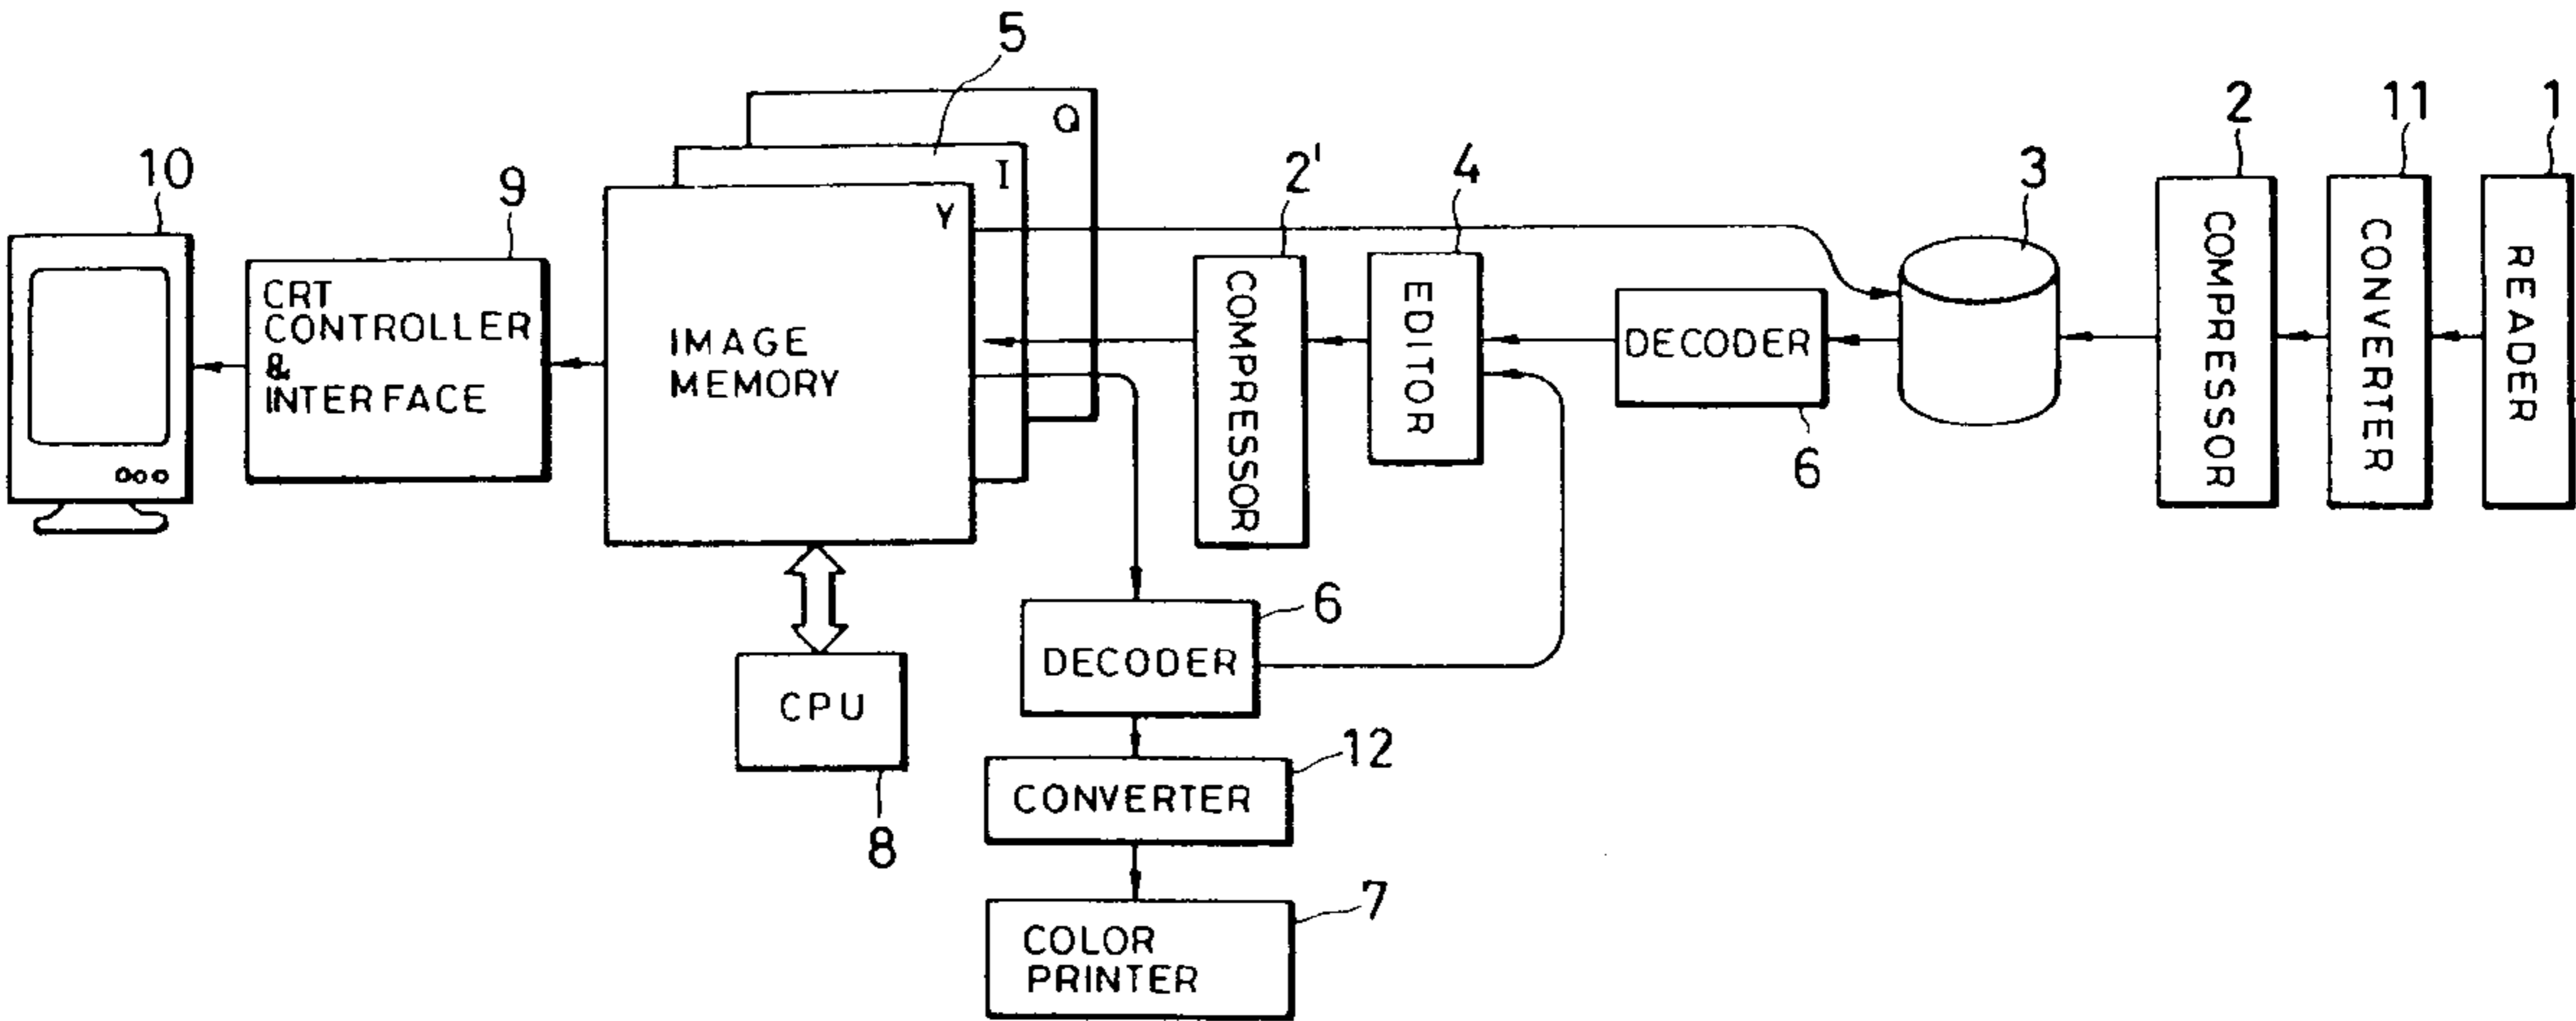 5
Q
I
Y
10
9
2'
4
3
2
11
1
CRT
CONTROLLER
&
INTERFACE
IMAGE
MEMORY
COMPRESSOR
EDITOR
DECODER
6
COMPRESSOR
CONVERTER
READER
DECODER
6
CPU
8
CONVERTER
12
COLOR
PRINTER
7